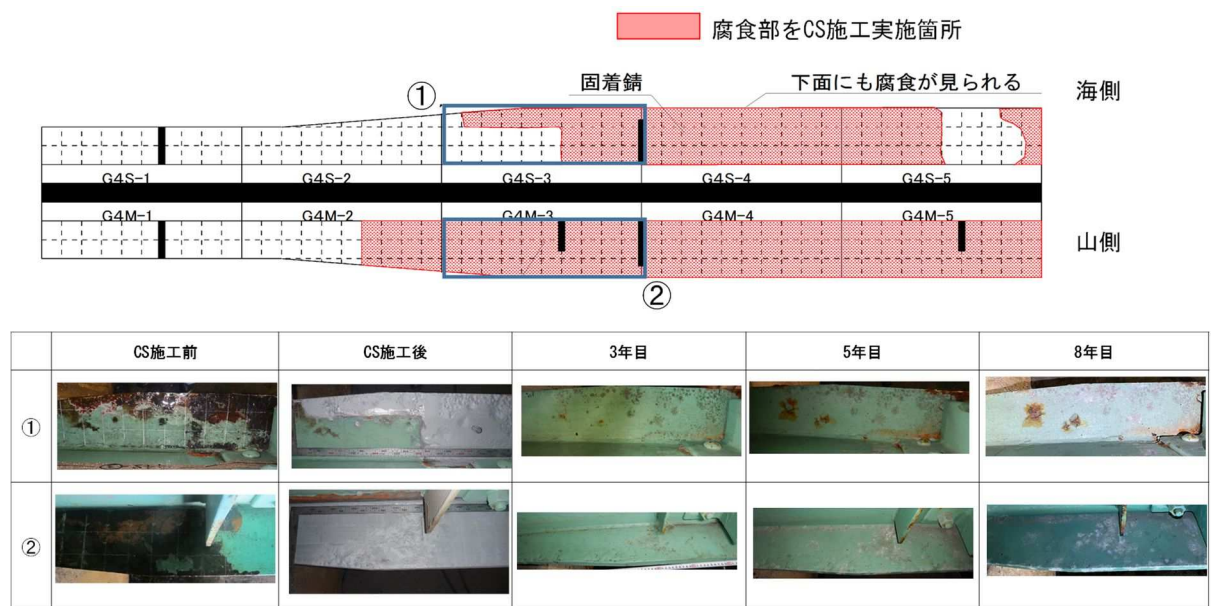 腐食部をCS施工実施箇所
固着錆
下面にも腐食が見られる
海側
①
G4S-1
G4S-2
G4S-3
G4S-4
G4S-5
G4M-1
G4M-2
G4M-3
G4M-4
G4M-5
山側
②
CS施工前
CS施工後
3年目
5年目
8年目
①
②